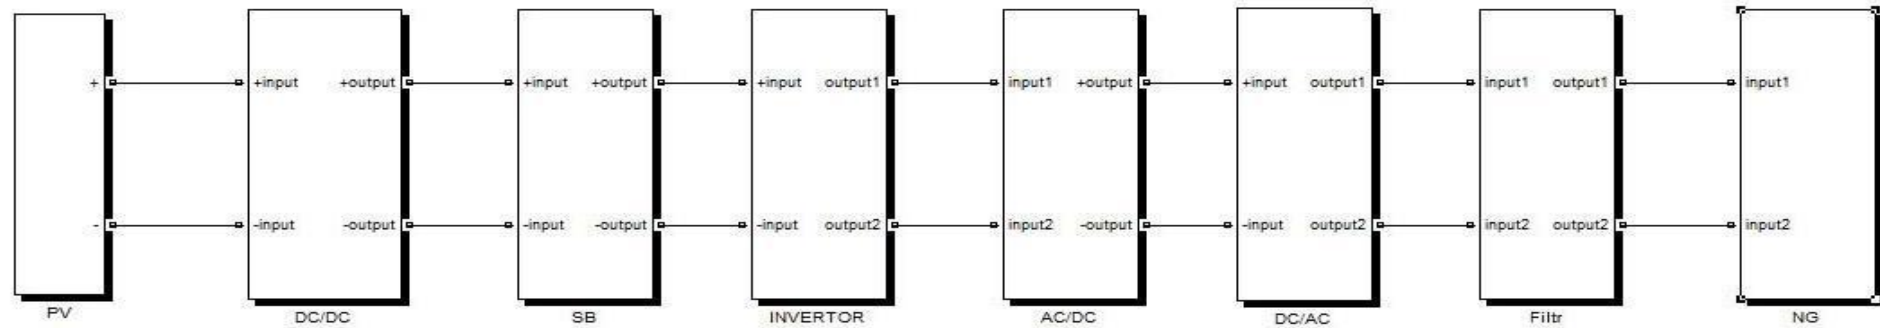 + +input +output +input +output +input output1 input1 +output +input output1 input1 output1 input1
- -input -output -input -output -input output2 input2 -output -input output2 input2 output2 input2
PV DC/DC SB INVERTOR AC/DC DC/AC Filtr NG